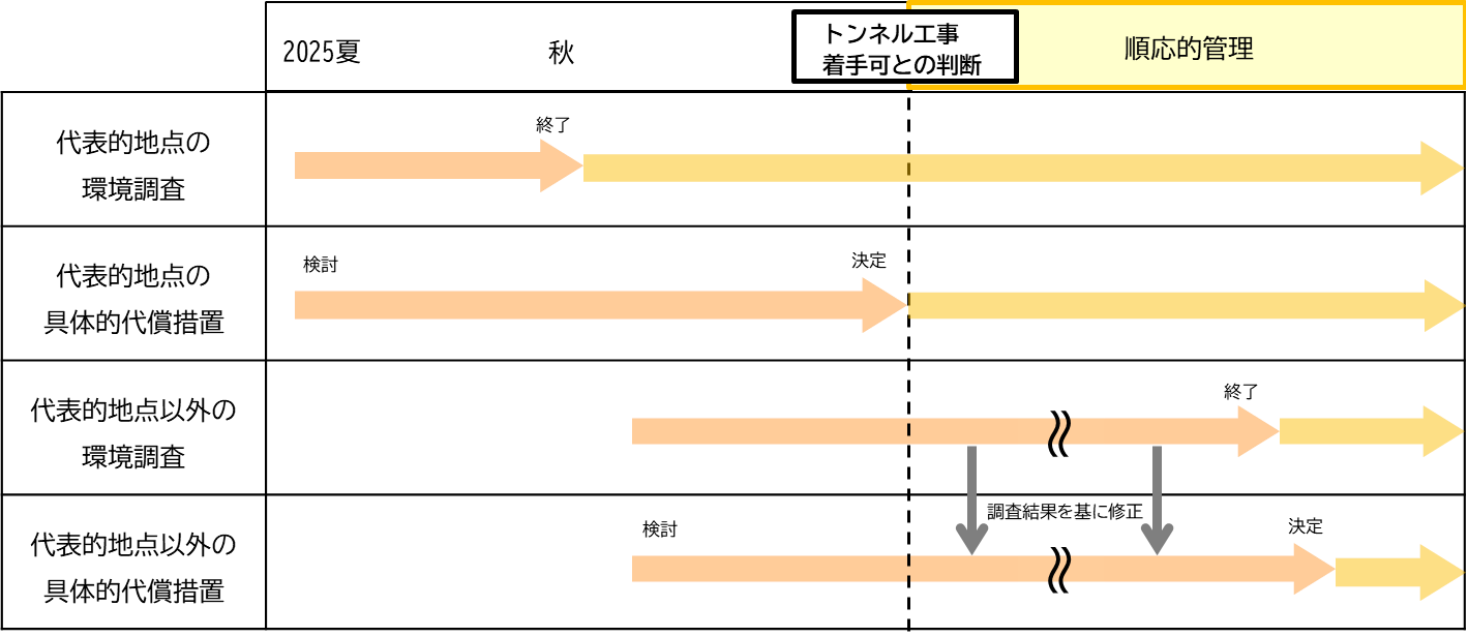 2025夏
秋
トンネル工事
着手可との判断
順応的管理
代表的地点の
環境調査
終了
代表的地点の
具体的代償措置
検討
決定
代表的地点以外の
環境調査
終了
調査結果を基に修正
代表的地点以外の
具体的代償措置
検討
決定